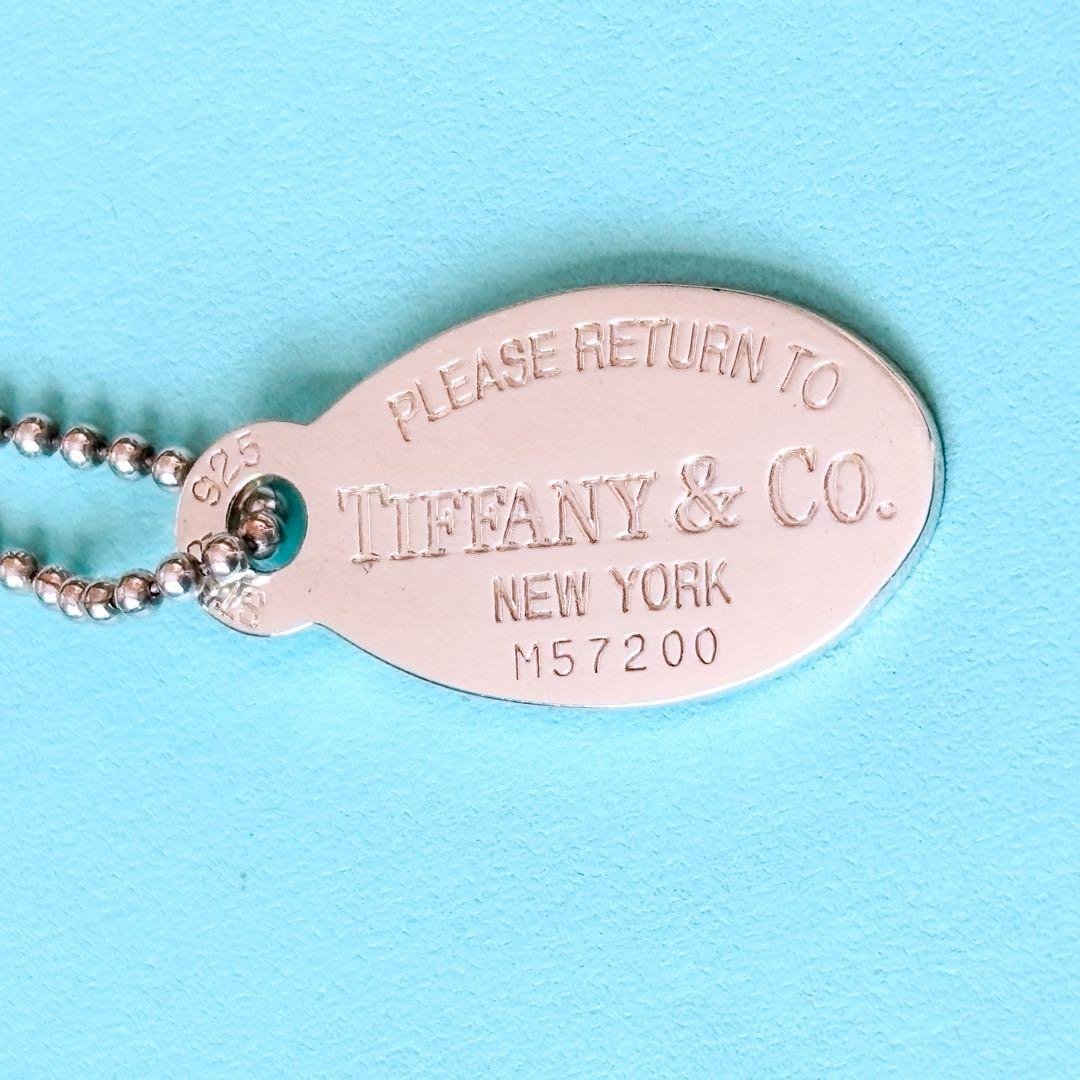 PLEASE RETURN TO
TIFFANY & CO.
NEW YORK
M57200
925